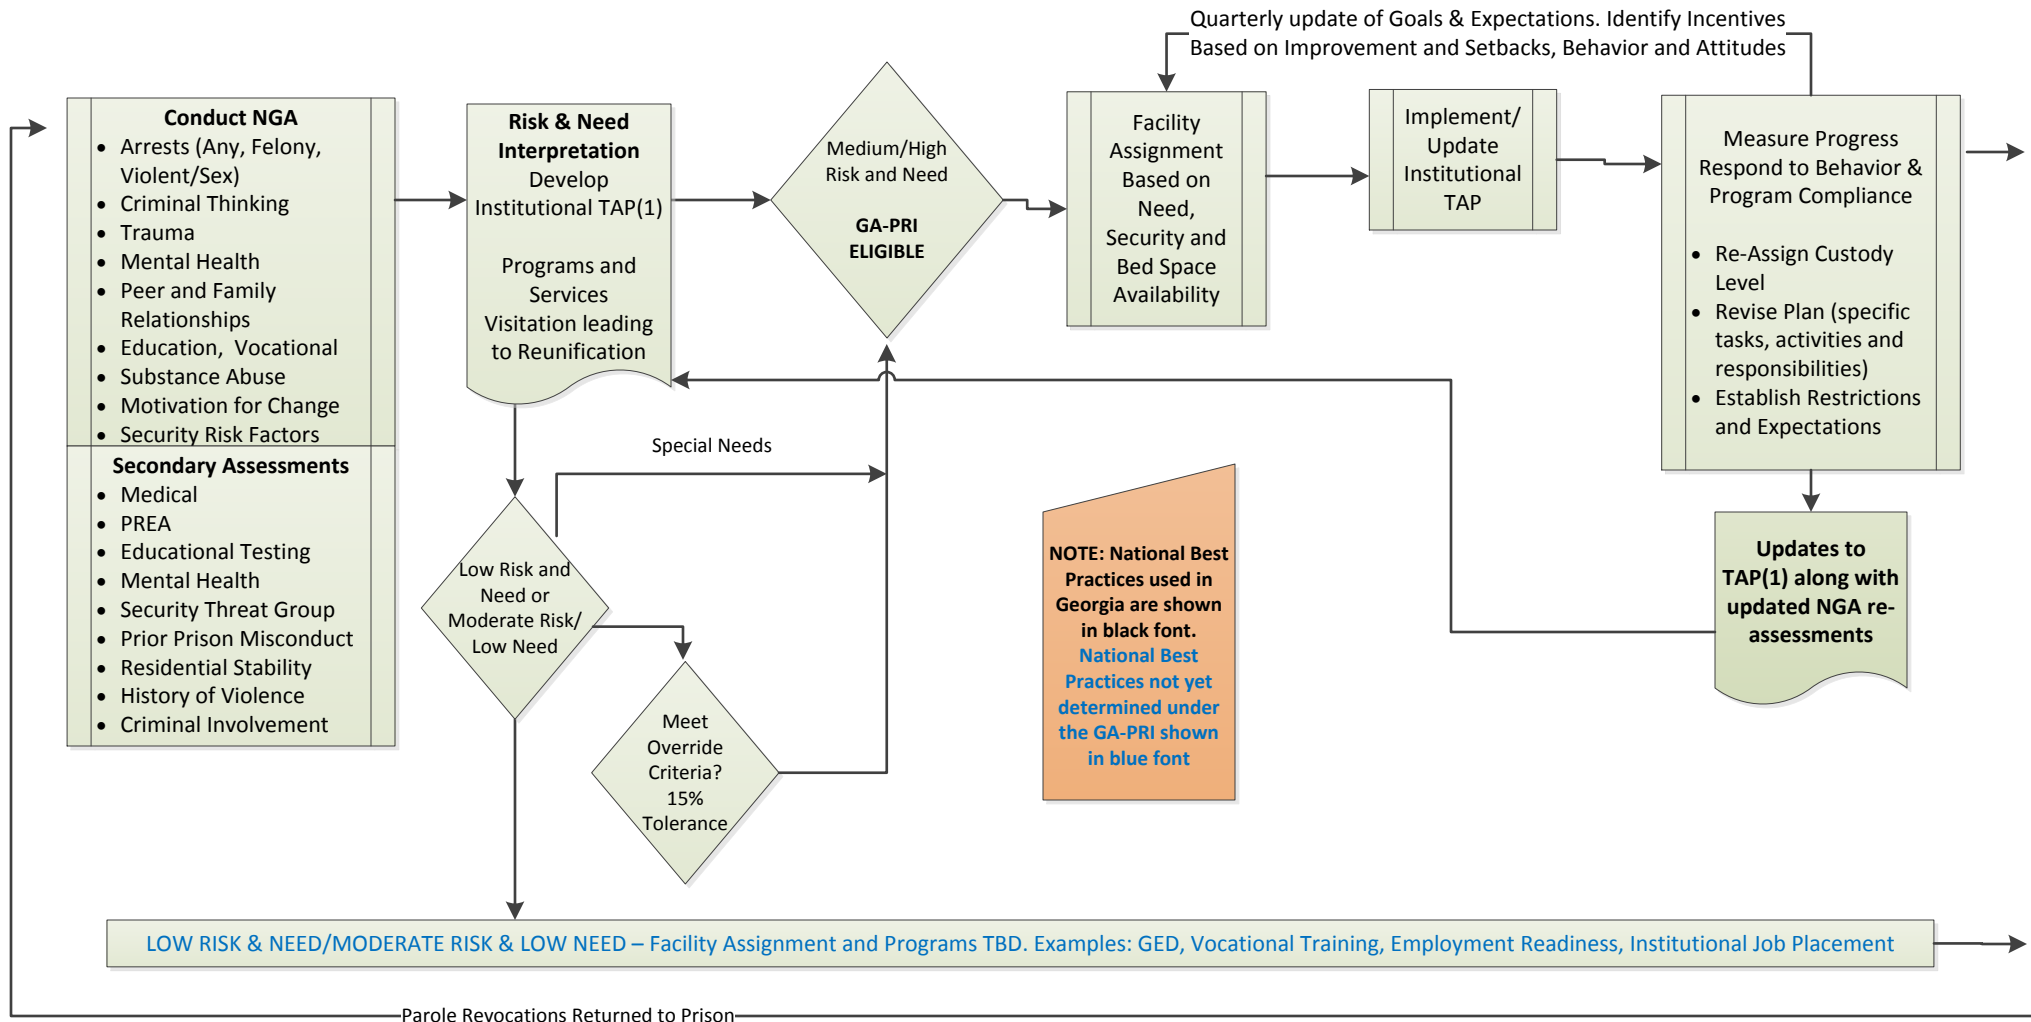 Quarterly update of Goals & Expectations. Identify Incentives
Based on Improvement and Setbacks, Behavior and Attitudes
Conduct NGA
• Arrests (Any, Felony,
Violent/Sex)
• Criminal Thinking
• Trauma
• Mental Health
• Peer and Family
Relationships
• Education, Vocational
• Substance Abuse
• Motivation for Change
• Security Risk Factors
Secondary Assessments
• Medical
• PREA
• Educational Testing
• Mental Health
• Security Threat Group
• Prior Prison Misconduct
• Residential Stability
• History of Violence
• Criminal Involvement
Risk & Need
Interpretation
Develop
Institutional TAP(1)
Programs and
Services
Visitation leading
to Reunification
Medium/High
Risk and Need
GA-PRI
ELIGIBLE
Facility
Assignment
Based on
Need,
Security and
Bed Space
Availability
Implement/
Update
Institutional
TAP
Measure Progress
Respond to Behavior &
Program Compliance
• Re-Assign Custody
Level
• Revise Plan (specific
tasks, activities and
responsibilities)
• Establish Restrictions
and Expectations
Special Needs
Low Risk and
Need or
Moderate Risk/
Low Need
Meet
Override
Criteria?
15%
Tolerance
NOTE: National Best
Practices used in
Georgia are shown
in black font.
National Best
Practices not yet
determined under
the GA-PRI shown
in blue font
Updates to
TAP(1) along with
updated NGA re-
assessments
LOW RISK & NEED/MODERATE RISK & LOW NEED – Facility Assignment and Programs TBD. Examples: GED, Vocational Training, Employment Readiness, Institutional Job Placement
Parole Revocations Returned to Prison